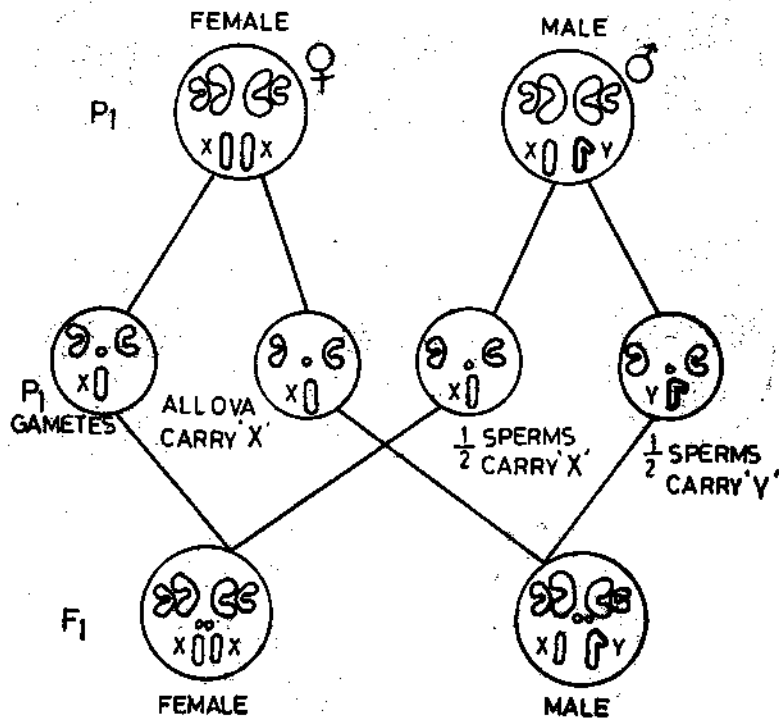 FEMALE
MALE
♀
♂
P1
X X
X Y
X
X
X
Y
P1
GAMETES
ALL OVA
CARRY 'X'
1/2 SPERMS
CARRY 'X'
1/2 SPERMS
CARRY 'Y'
F1
X X
X Y
FEMALE
MALE